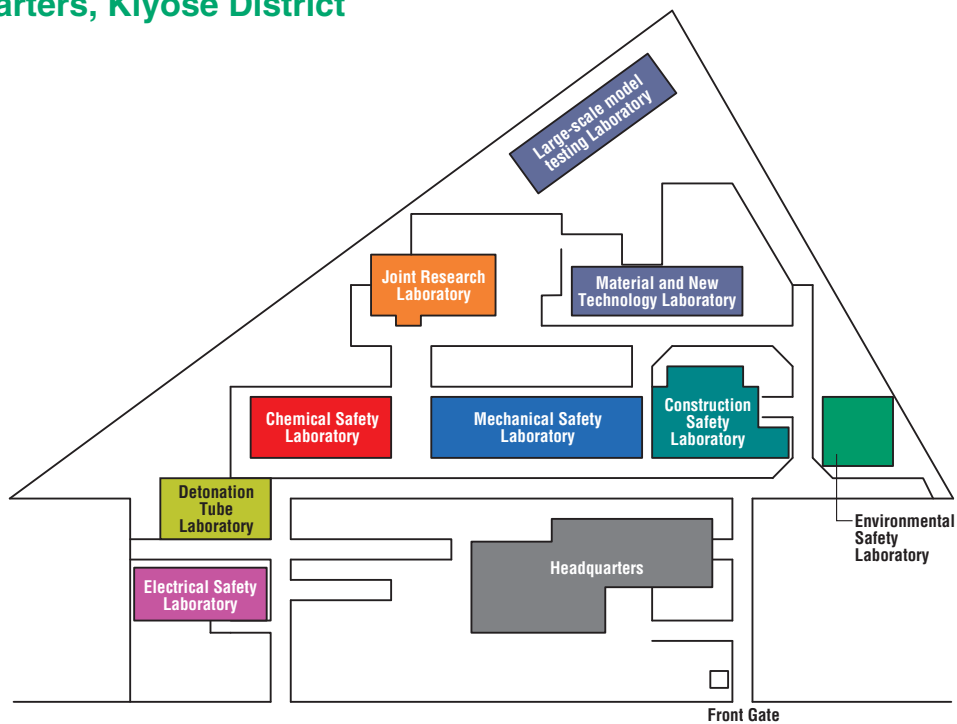 arters, Kiyose District
Large-scale model
testing Laboratory
Joint Research
Laboratory
Material and New
Technology Laboratory
Chemical Safety
Laboratory
Mechanical Safety
Laboratory
Construction
Safety
Laboratory
Detonation
Tube
Laboratory
Environmental
Safety
Laboratory
Headquarters
Electrical Safety
Laboratory
Front Gate